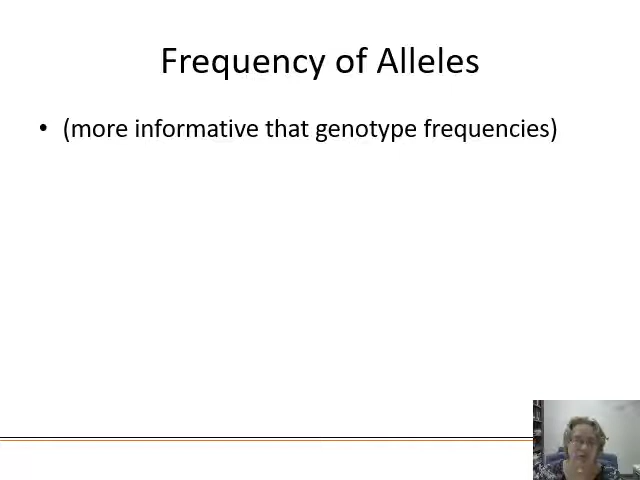 Frequency of Alleles
• (more informative that genotype frequencies)